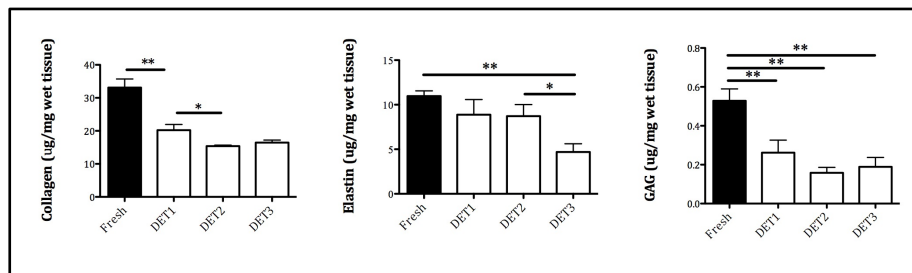 Collagen (ug/mg wet tissue)
40
30
20
10
0
**
*
Fresh
DET1
DET2
DET3
Elastin (ug/mg wet tissue)
15
10
5
0
**
*
Fresh
DET1
DET2
DET3
GAG (ug/mg wet tissue)
0.8
0.6
0.4
0.2
0.0
**
**
**
Fresh
DET1
DET2
DET3